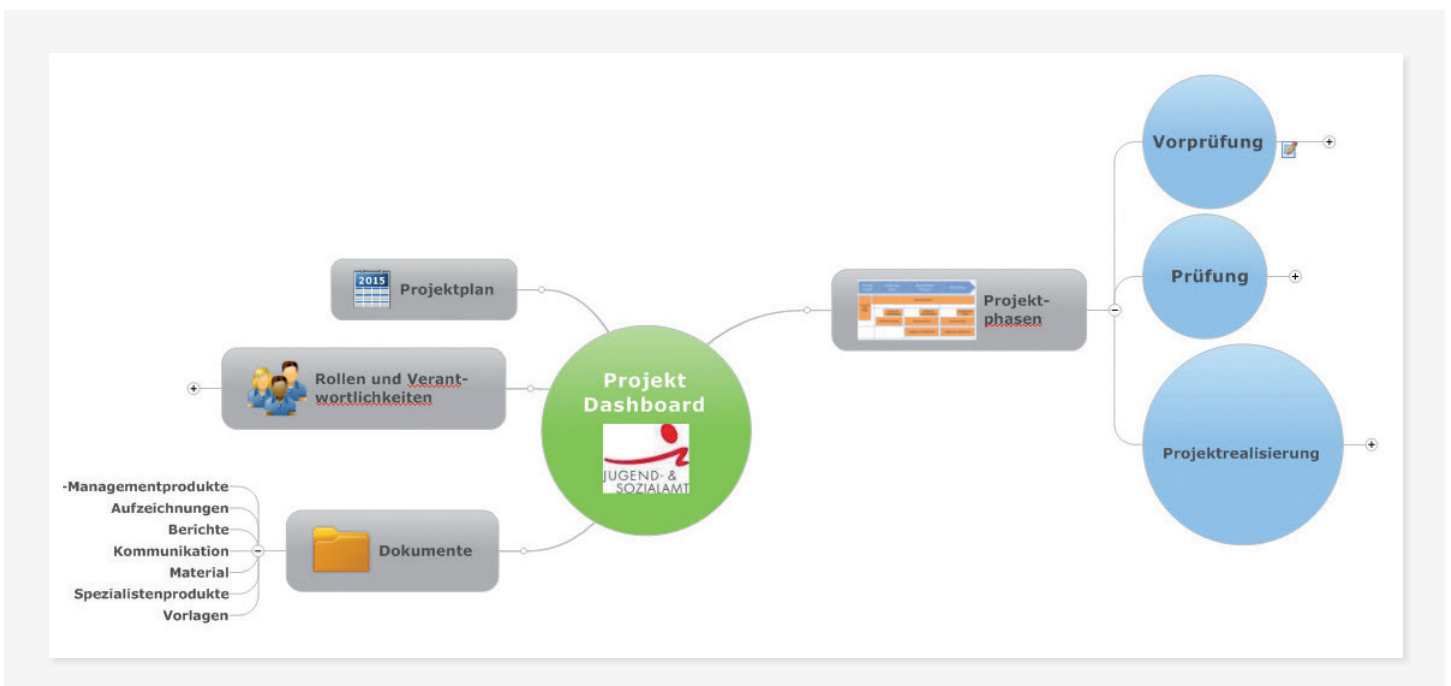 Vorprüfung
Prüfung
Projektrealisierung
Projekt-
phasen
2015
Projektplan
Rollen und Verant-
wortlichkeiten
Projekt
Dashboard
JUGEND- &
SOZIALAMT
Dokumente
-Managementprodukte
Aufzeichnungen
Berichte
Kommunikation
Material
Spezialistenprodukte
Vorlagen